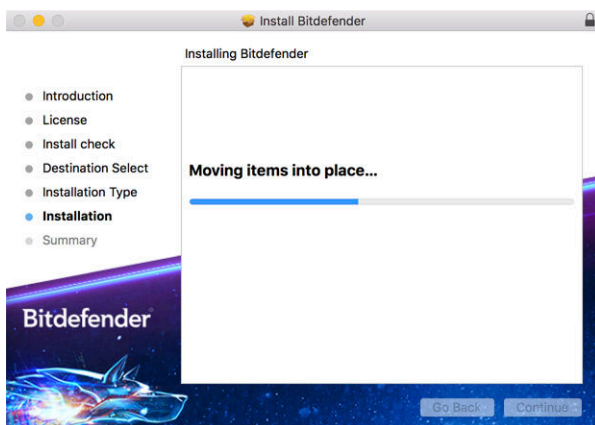 Install Bitdefender
Installing Bitdefender
Introduction
License
Install check
Destination Select
Installation Type
Installation
Summary
Moving items into place...
Bitdefender
Go Back
Continue